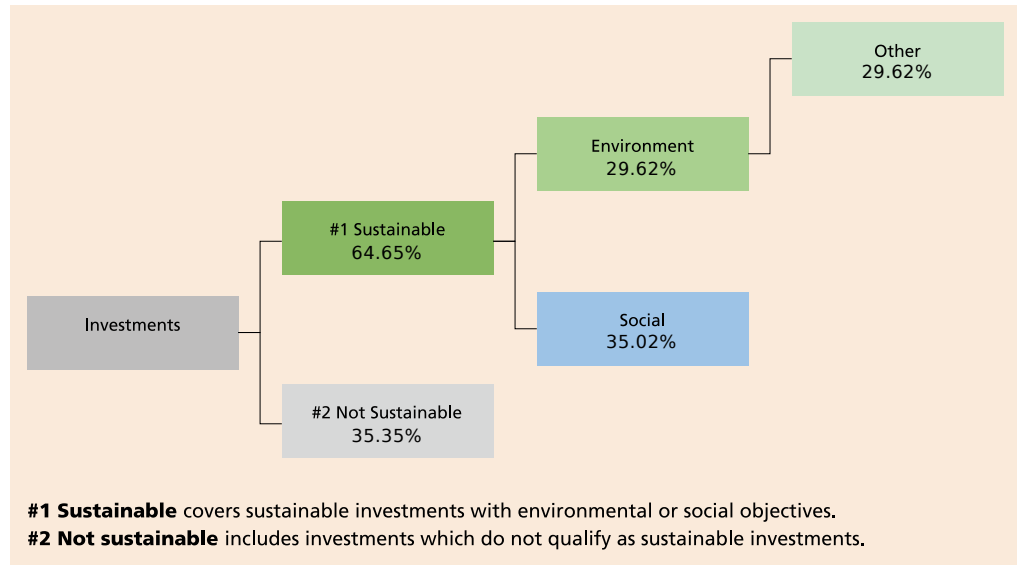 Other
29.62%
Environment
29.62%
#1 Sustainable
64.65%
Investments
Social
35.02%
#2 Not Sustainable
35.35%
#1 Sustainable covers sustainable investments with environmental or social objectives.
#2 Not sustainable includes investments which do not qualify as sustainable investments.